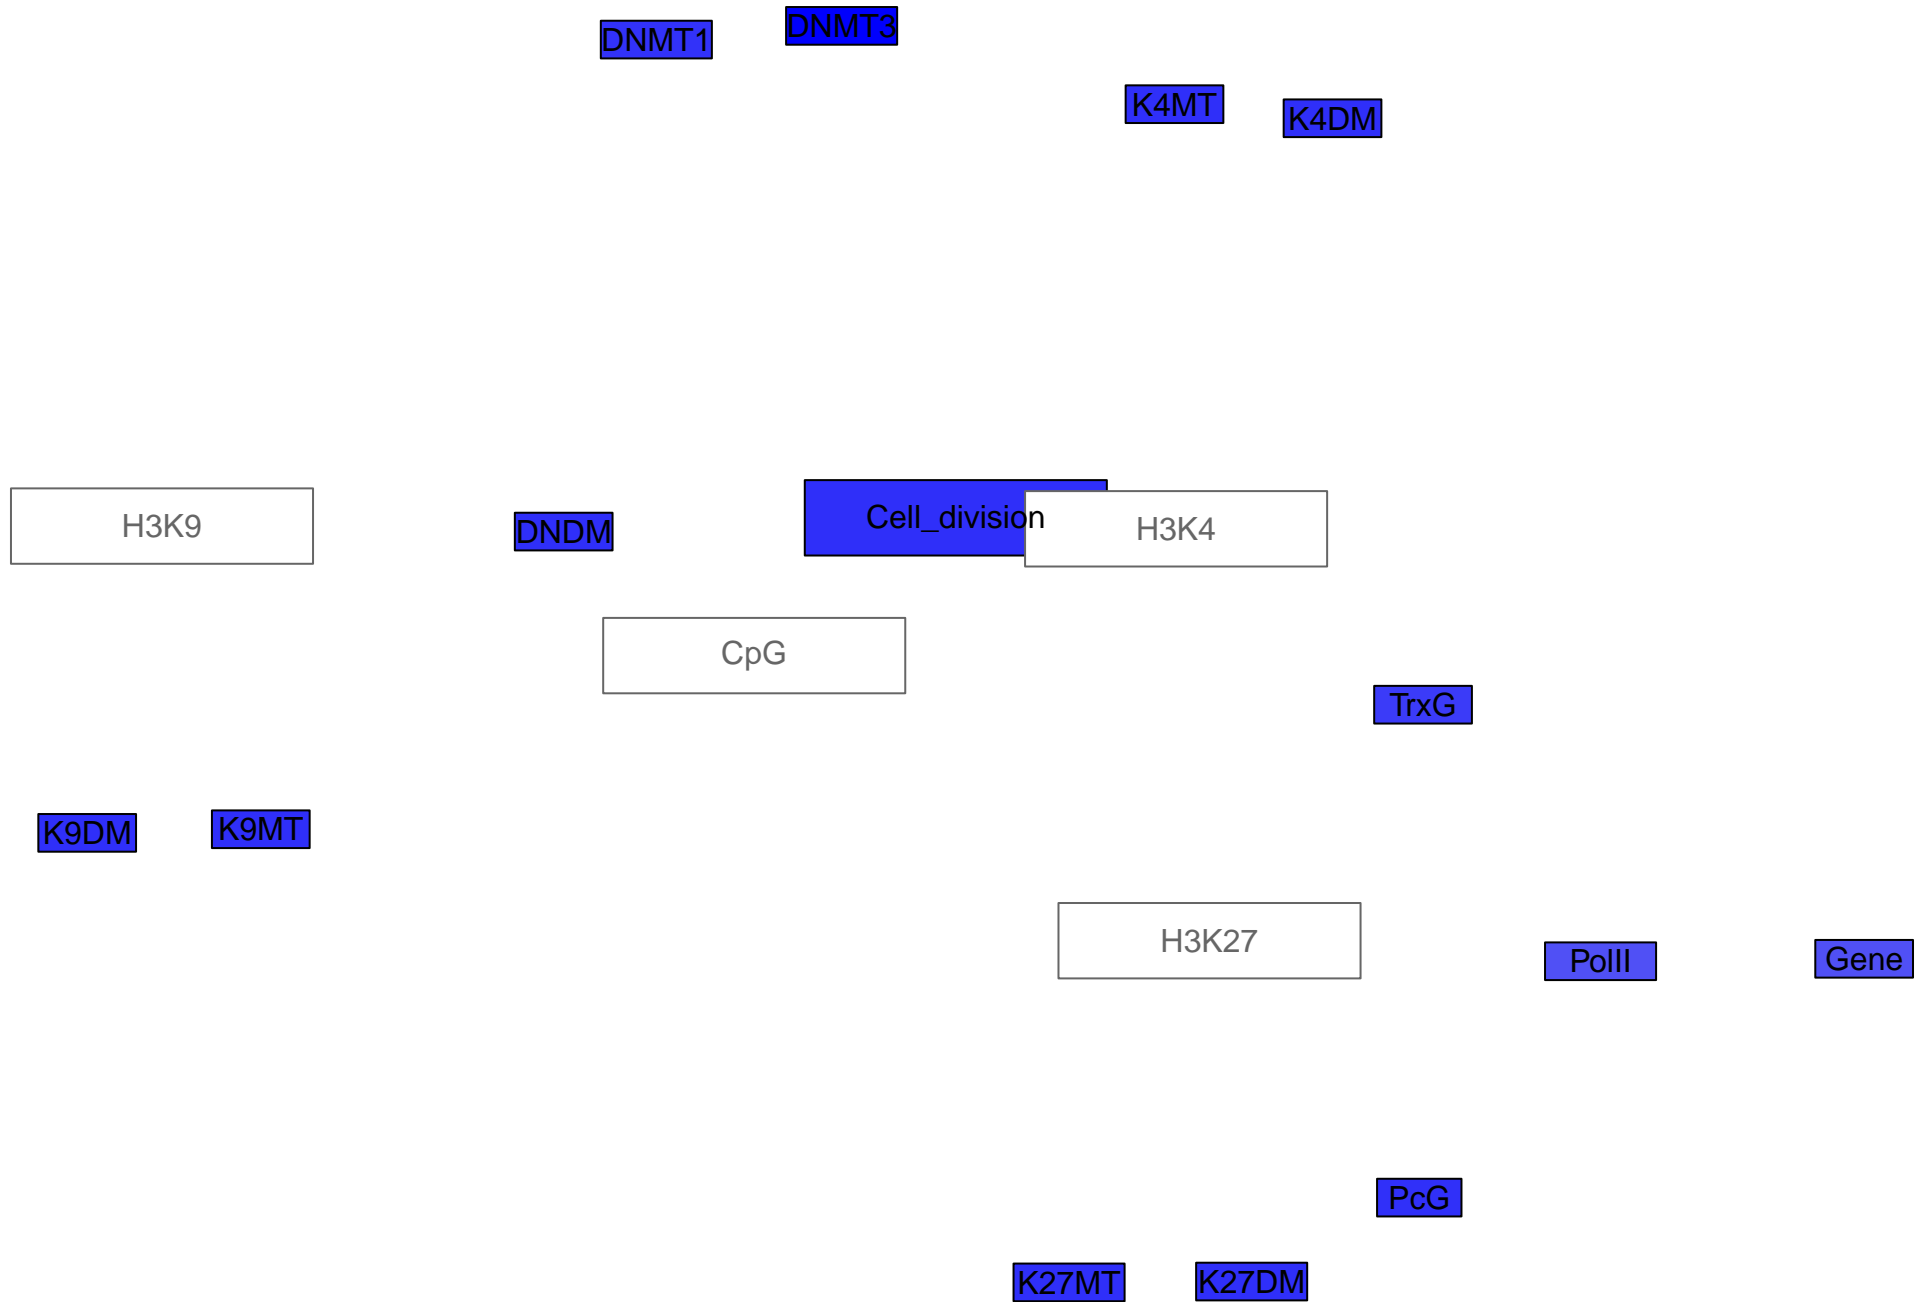 DNMT1
DNMT3
K4MT
K4DM
H3K9
DNDM
Cell_division
H3K4
CpG
TrxG
K9DM
K9MT
H3K27
PolII
Gene
PcG
K27MT
K27DM